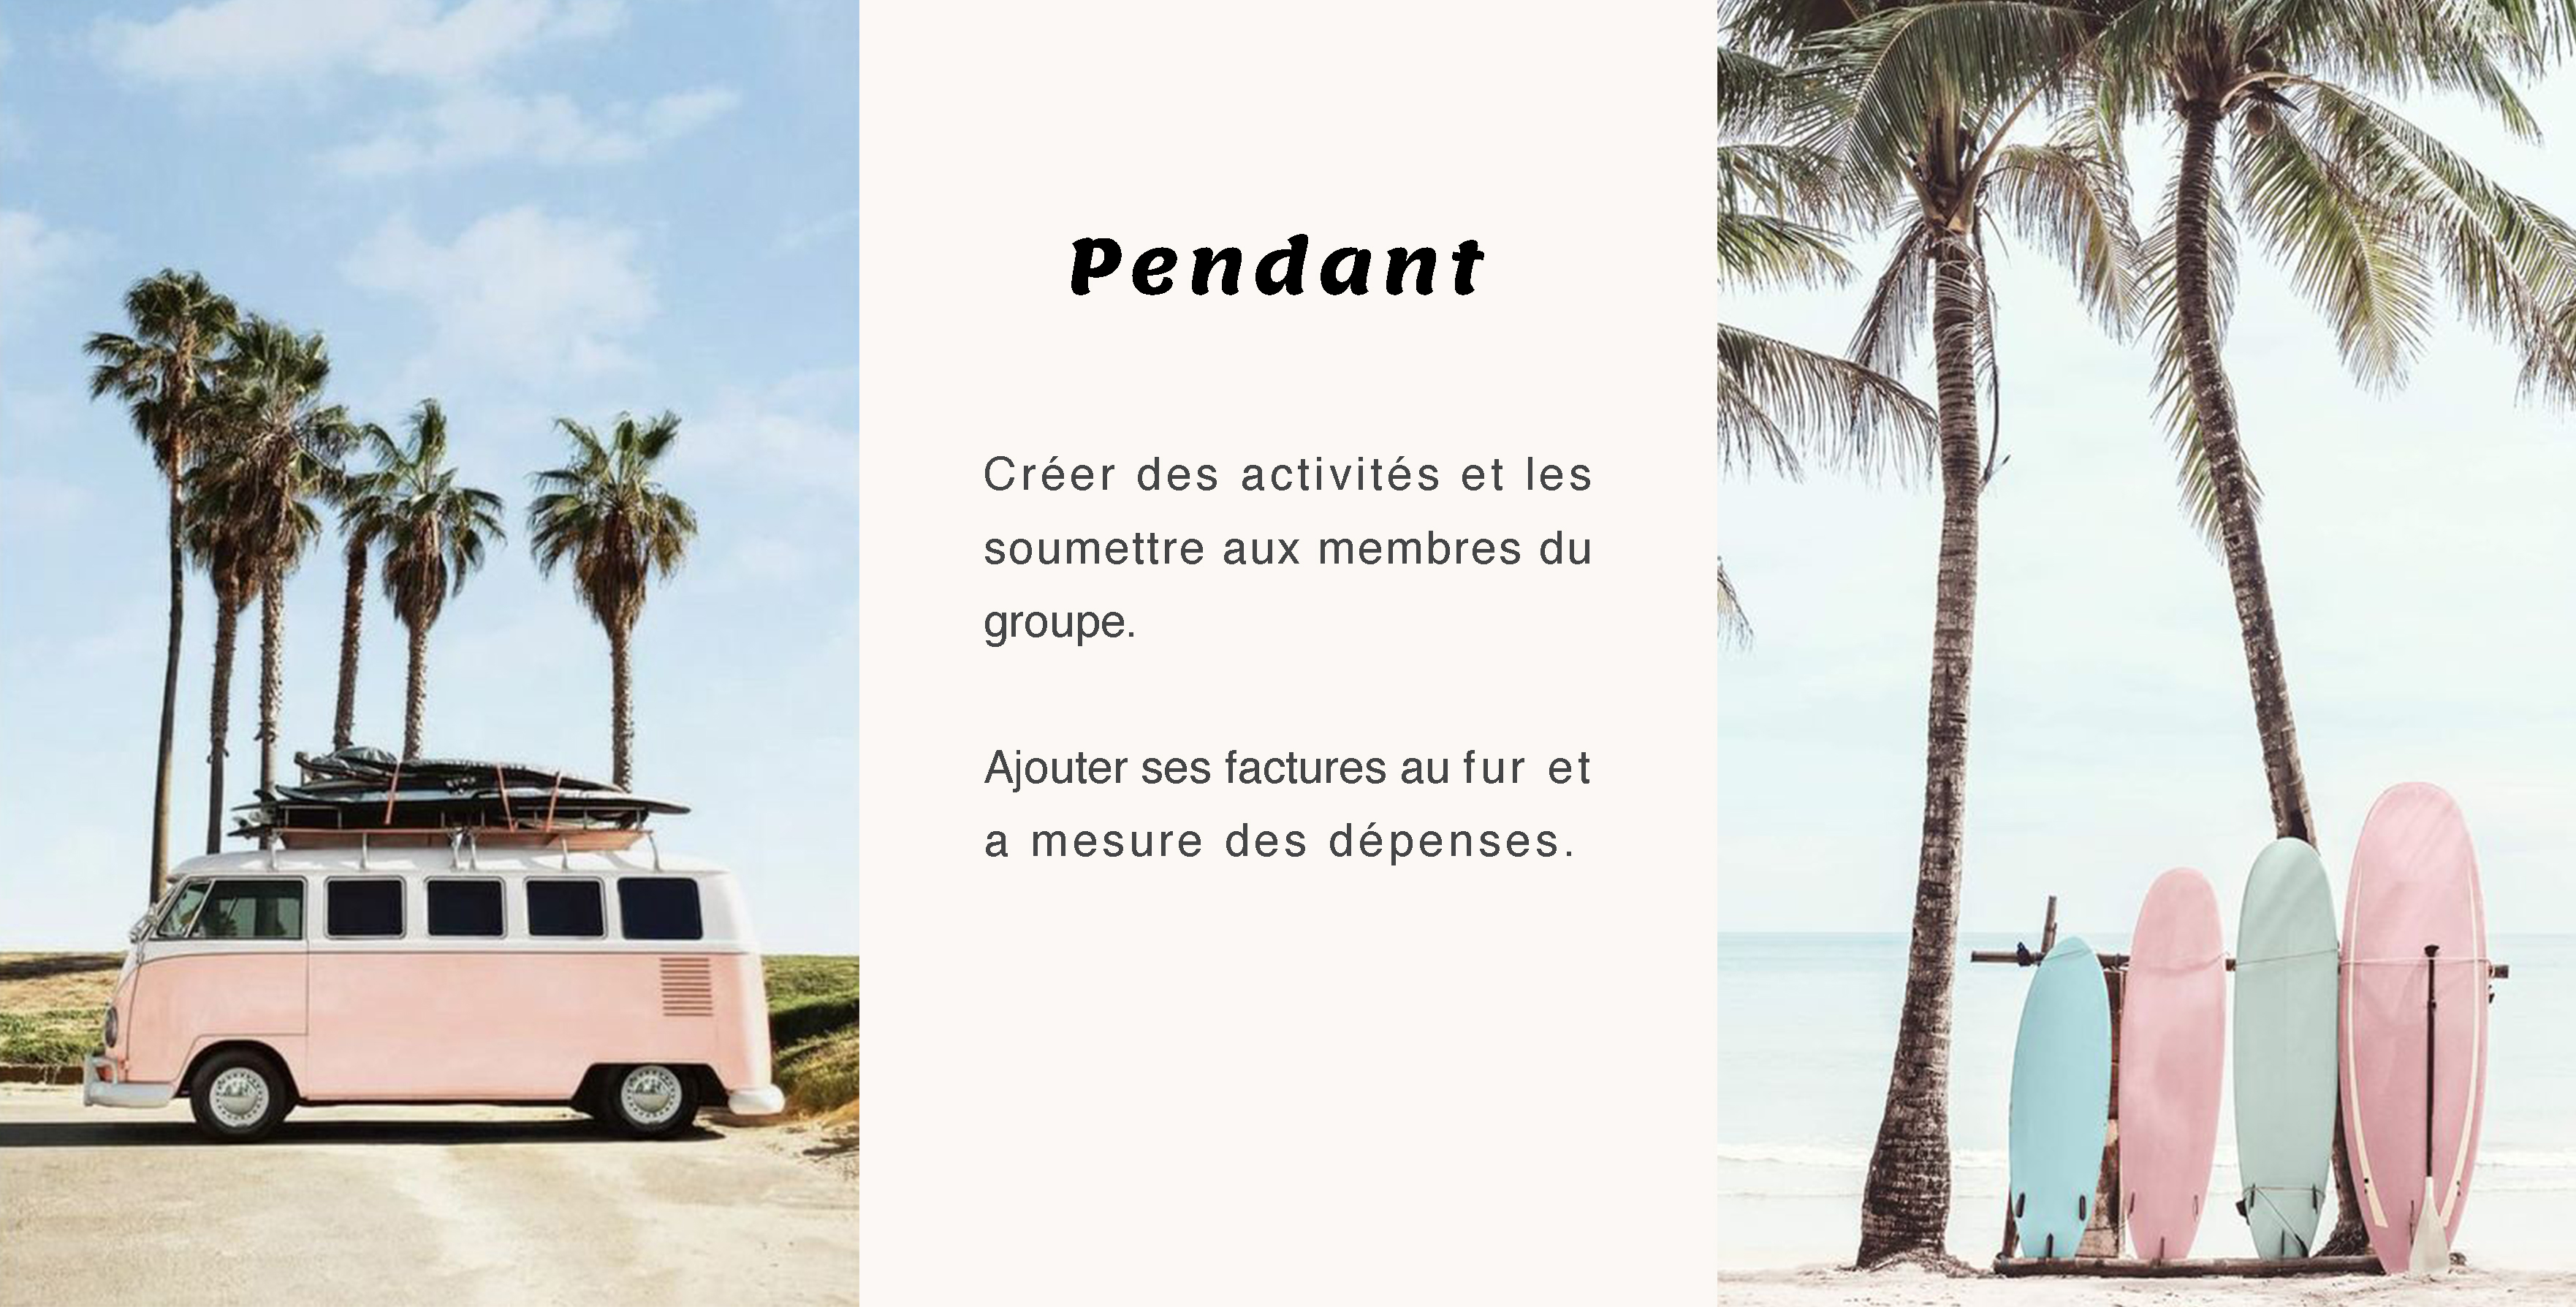 Pendant
Créer des activités et les
soumettre aux membres du
groupe.
Ajouter ses factures au fur et
a mesure des dépenses.